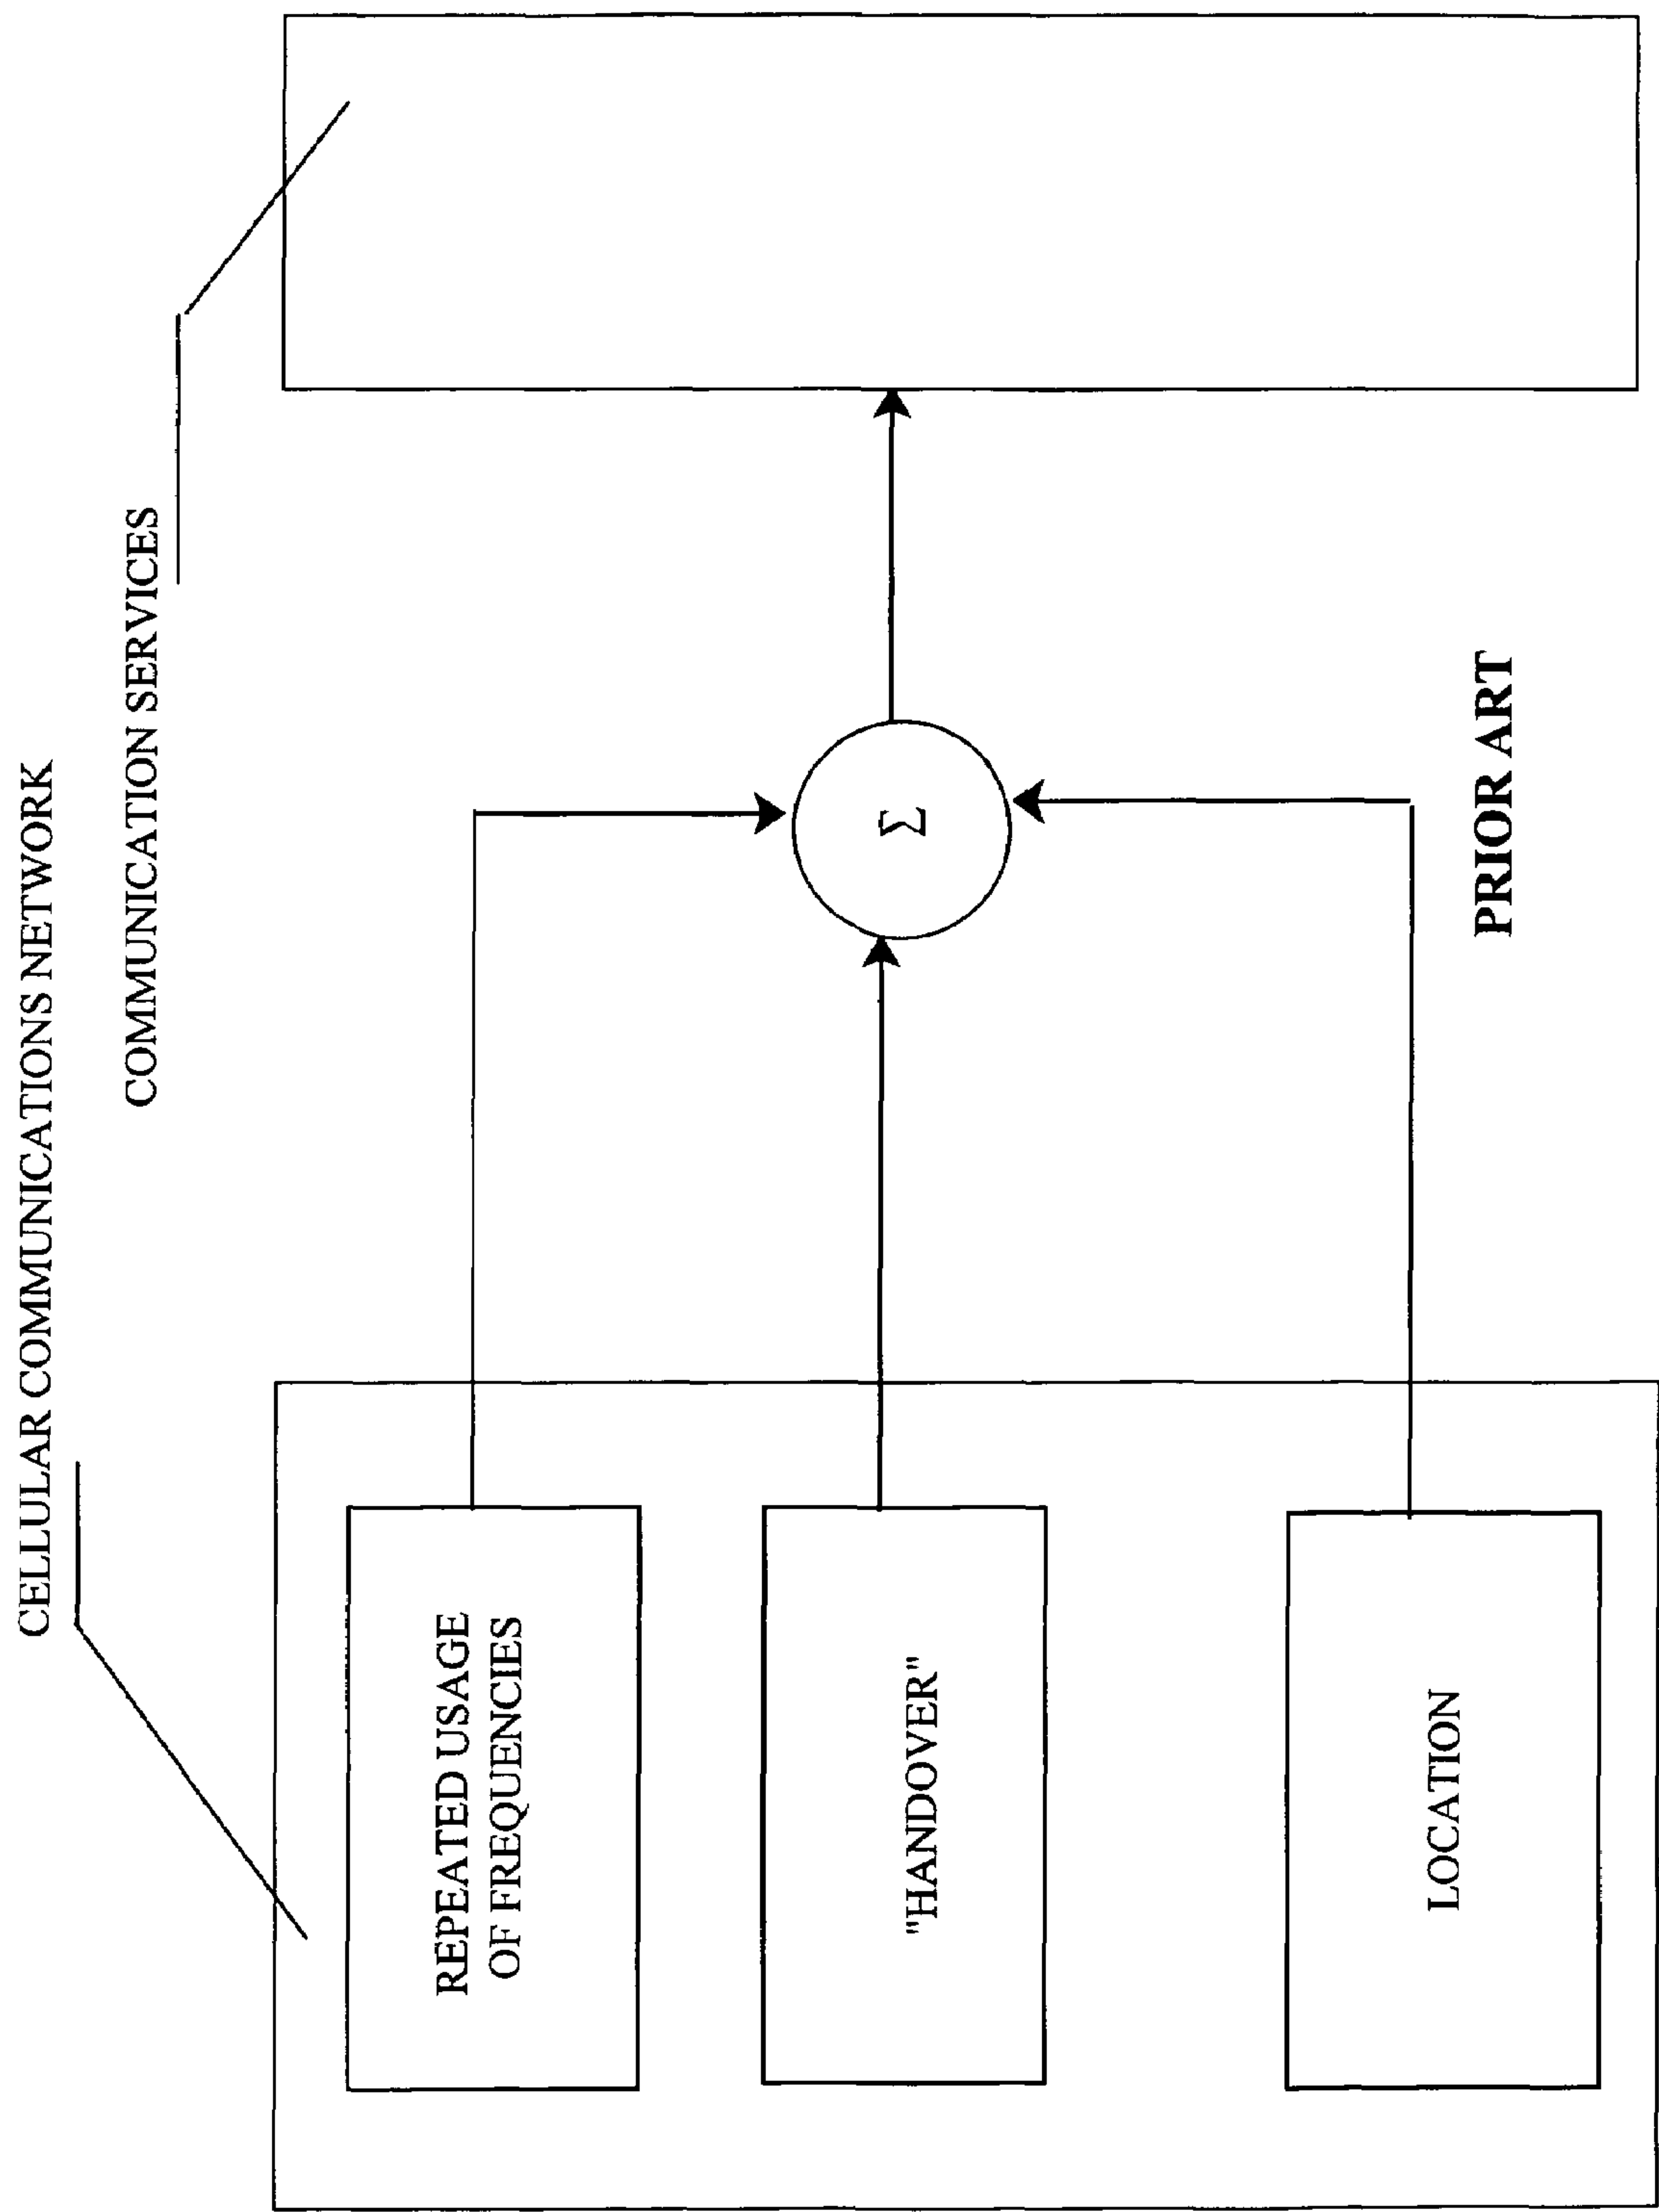 CELLULAR COMMUNICATIONS NETWORK
COMMUNICATION SERVICES
REPEATED USAGE
OF FREQUENCIES
"HANDOVER"
Σ
LOCATION
PRIOR ART